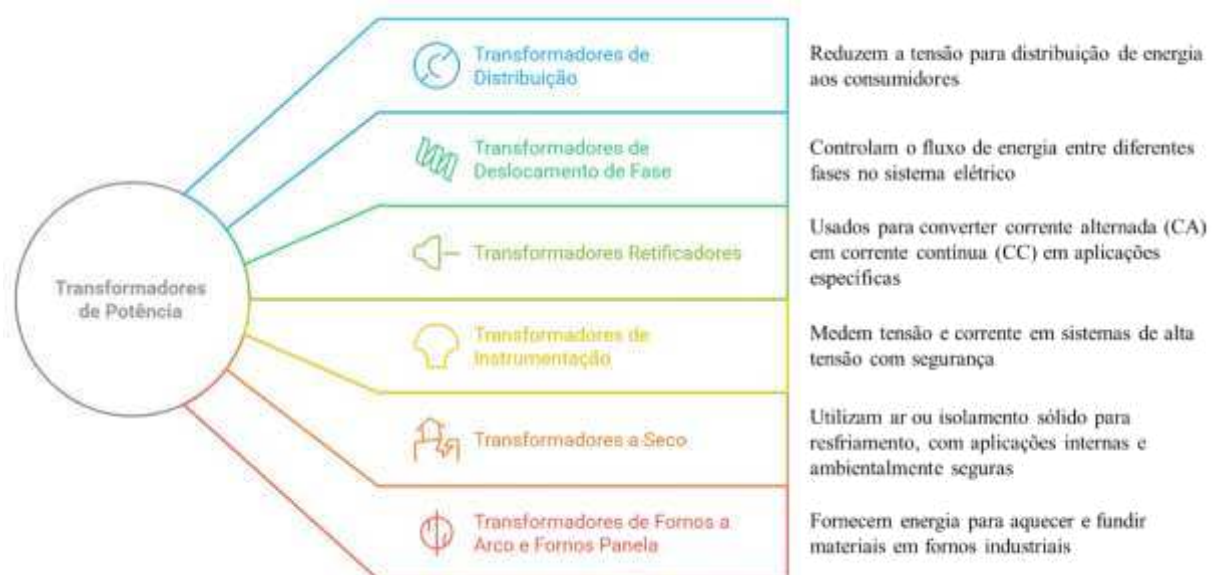 Transformadores
de Potência
Transformadores de
Distribuição
Reduzem a tensão para distribuição de energia
aos consumidores
Transformadores de
Deslocamento de Fase
Controlam o fluxo de energia entre diferentes
fases no sistema elétrico
Transformadores Retificadores
Usados para converter corrente alternada (CA)
em corrente contínua (CC) em aplicações
específicas
Transformadores de
Instrumentação
Medem tensão e corrente em sistemas de alta
tensão com segurança
Transformadores a Seco
Utilizam ar ou isolamento sólido para
resfriamento, com aplicações internas e
ambientalmente seguras
Transformadores de Fornos a
Arco e Fornos Panela
Fornecem energia para aquecer e fundir
materiais em fornos industriais